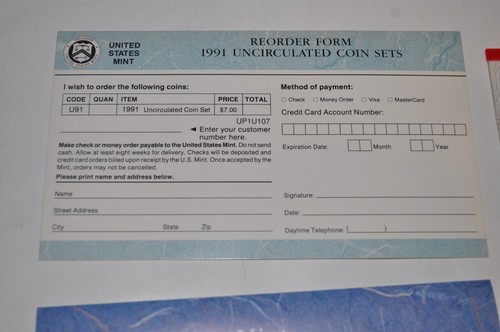 UNITED
STATES
MINT
REORDER FORM
1991 UNCIRCULATED COIN SETS
I wish to order the following coins:
CODE QUAN ITEM PRICE TOTAL
U91 1991 Uncirculated Coin Set $7.00
UP1U107
◄ Enter your customer
number here.
Make check or money order payable to the United States Mint. Do not send
cash. Allow at least eight weeks for delivery. Checks will be deposited and
credit card orders billed upon receipt by the U.S. Mint. Once accepted by the
Mint, orders may not be cancelled.
Please print name and address below.
Name
Street Address
City State Zip
Method of payment:
☐ Check ☐ Money Order ☐ Visa ☐ MasterCard
Credit Card Account Number:
Expiration Date: Month Year
Signature:
Date:
Daytime Telephone: ( )